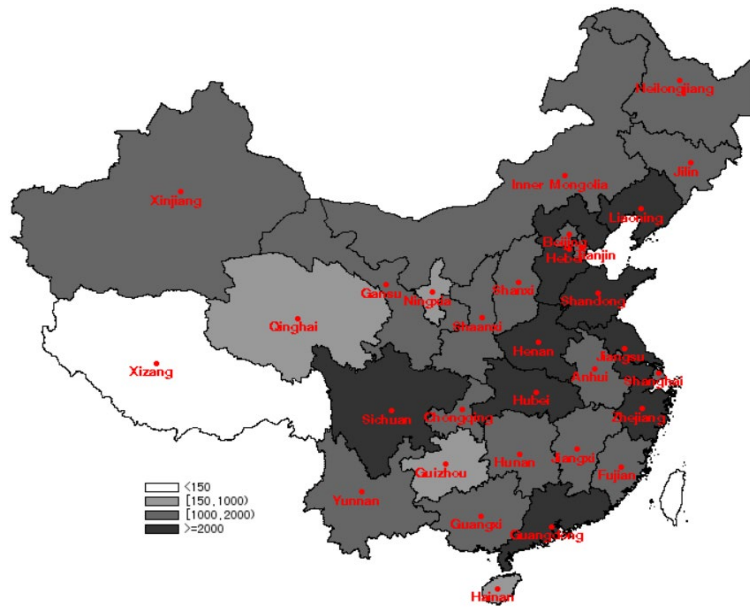 Heilongjiang
Jilin
Inner Mongolia
Xinjiang
Liaoning
Beijing
Tianjin
Hebei
Gansu
Ningxia
Shanxi
Shandong
Qinghai
Shaanxi
Henan
Jiangsu
Xizang
Anhui
Shanghai
Hubei
Zhejiang
Sichuan
Chongqing
Guizhou
Hunan
Jiangxi
Fujian
<150
[150,1000)
[1000,2000)
>=2000
Yunnan
Guangxi
Guangdong
Hainan